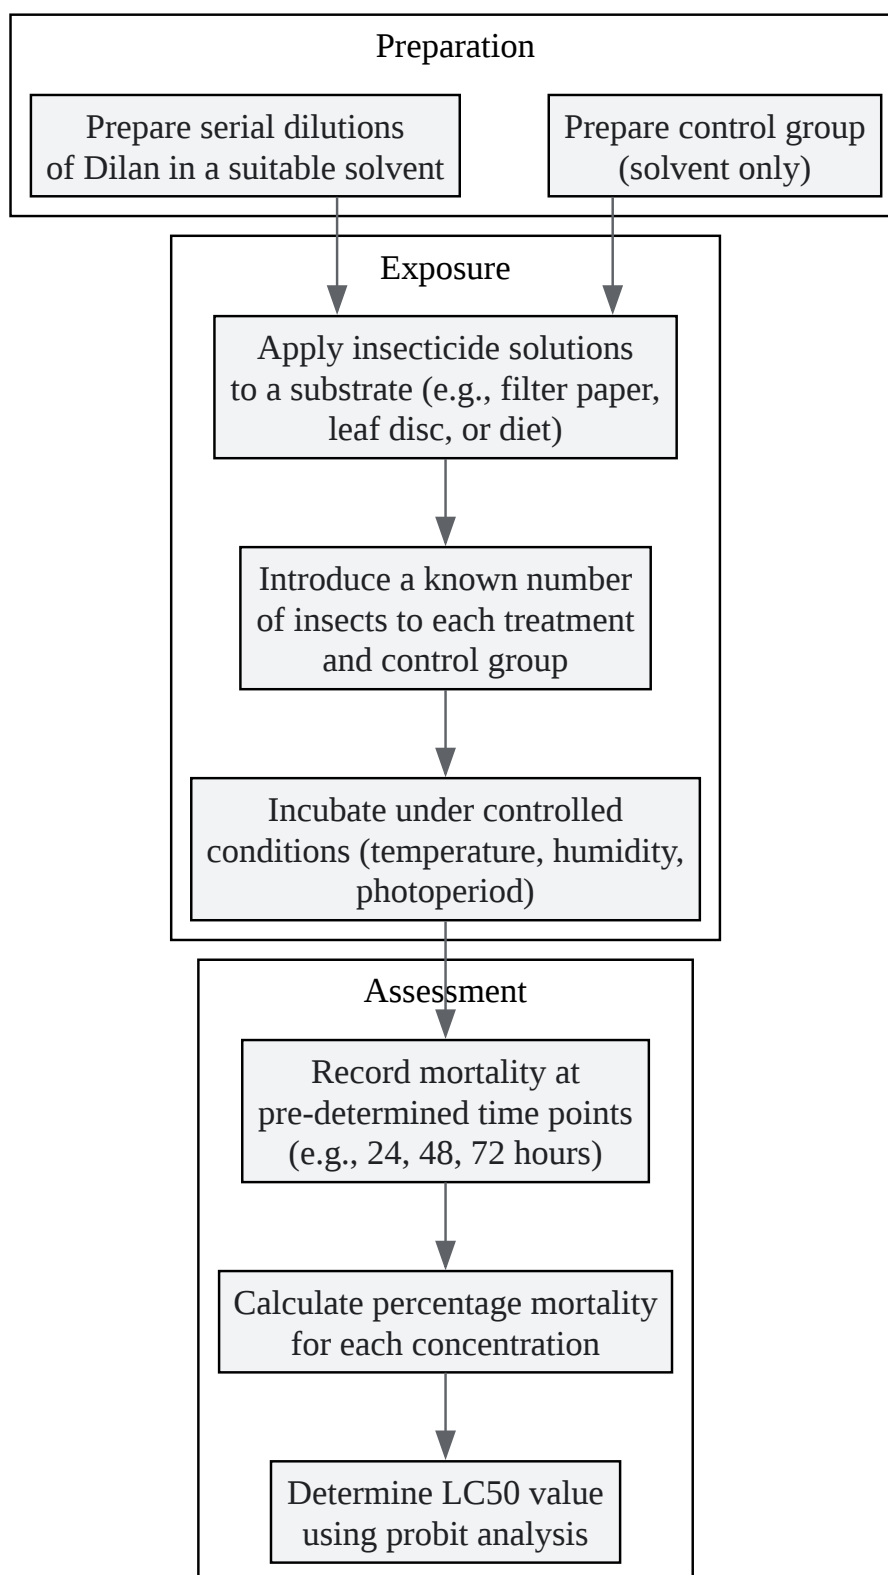 Preparation
Prepare serial dilutions
of Dilan in a suitable solvent
Prepare control group
(solvent only)
Exposure
Apply insecticide solutions
to a substrate (e.g., filter paper,
leaf disc, or diet)
Introduce a known number
of insects to each treatment
and control group
Incubate under controlled
conditions (temperature, humidity,
photoperiod)
Assessment
Record mortality at
pre-determined time points
(e.g., 24, 48, 72 hours)
Calculate percentage mortality
for each concentration
Determine LC50 value
using probit analysis